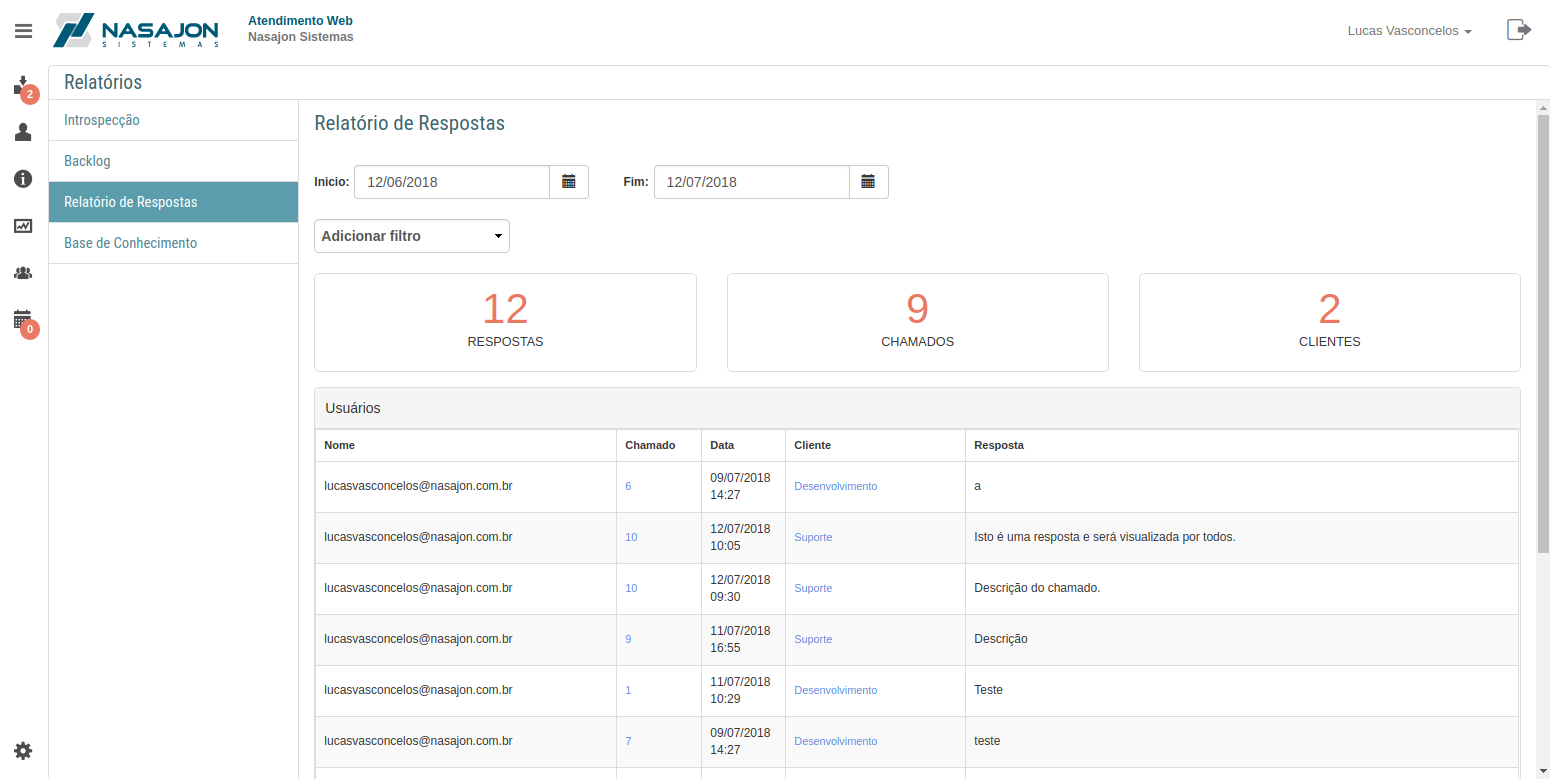 NASAJON
SISTEMAS
Atendimento Web
Nasajon Sistemas
Lucas Vasconcelos
2
0
Relatórios
Introspecção
Backlog
Relatório de Respostas
Base de Conhecimento
Relatório de Respostas
Inicio: 12/06/2018 Fim: 12/07/2018
Adicionar filtro
12 9 2
RESPOSTAS CHAMADOS CLIENTES
Usuários
Nome Chamado Data Cliente Resposta
lucasvasconcelos@nasajon.com.br 6 09/07/2018 14:27 Desenvolvimento a
lucasvasconcelos@nasajon.com.br 10 12/07/2018 10:05 Suporte Isto é uma resposta e será visualizada por todos.
lucasvasconcelos@nasajon.com.br 10 12/07/2018 09:30 Suporte Descrição do chamado.
lucasvasconcelos@nasajon.com.br 9 11/07/2018 16:55 Suporte Descrição
lucasvasconcelos@nasajon.com.br 1 11/07/2018 10:29 Desenvolvimento Teste
lucasvasconcelos@nasajon.com.br 7 09/07/2018 14:27 Desenvolvimento teste